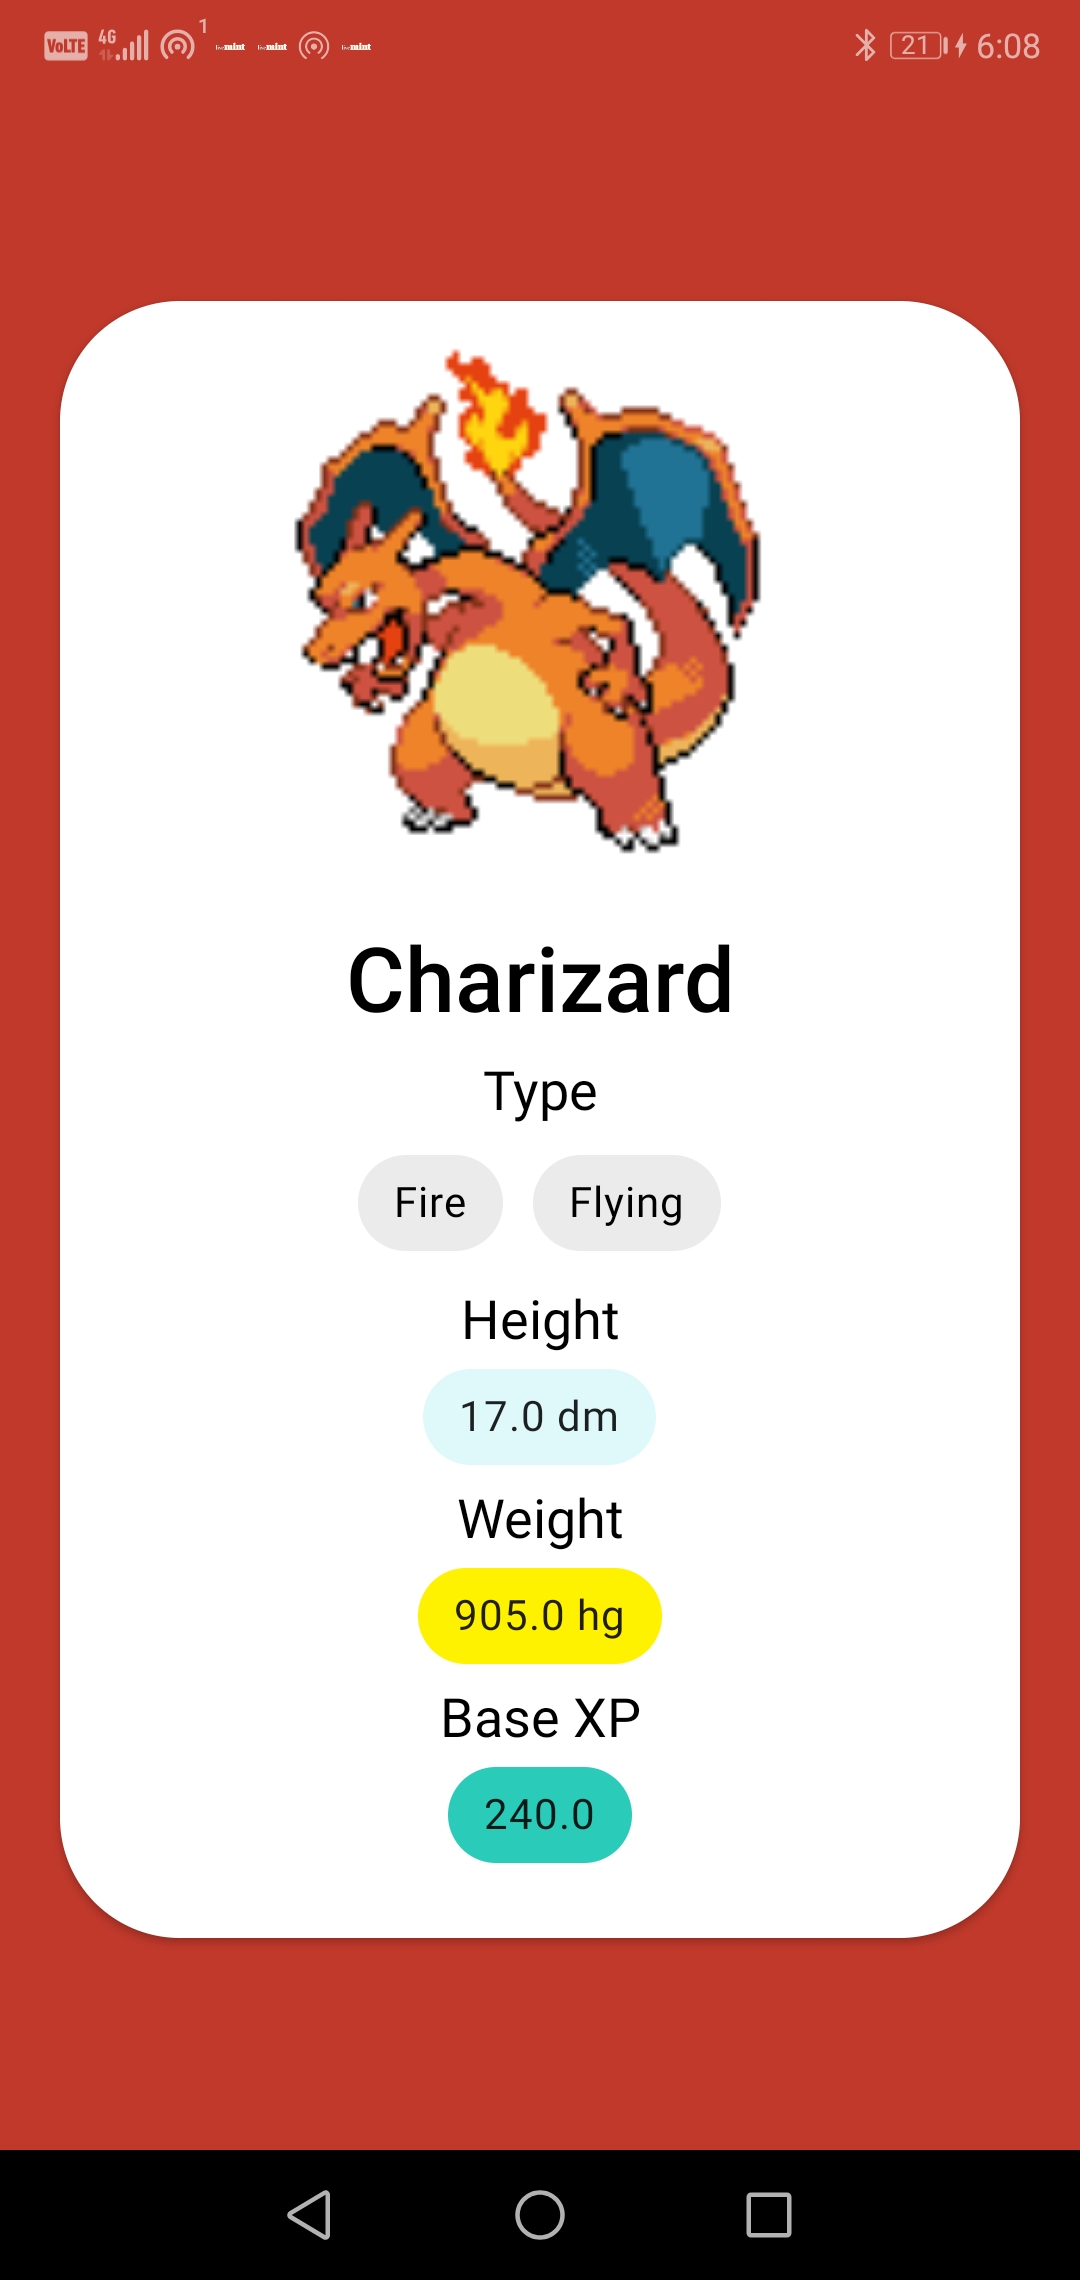 VoLTE 4G 1 mint mint mint 21 6:08
Charizard
Type
Fire Flying
Height
17.0 dm
Weight
905.0 hg
Base XP
240.0